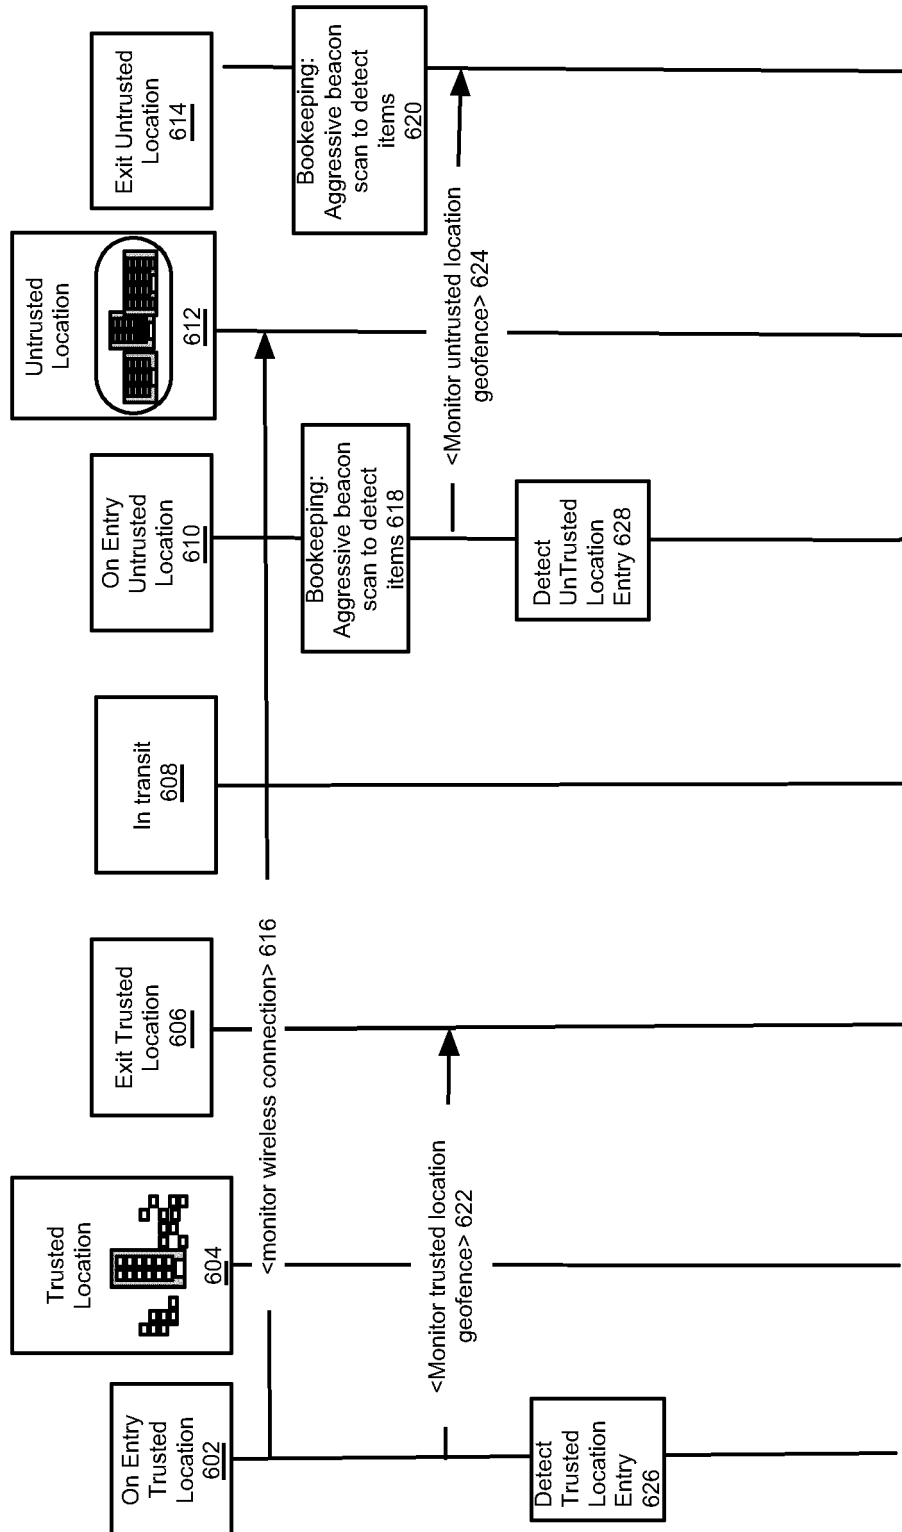 On Entry
Trusted
Location
602
Trusted
Location
604
Exit Trusted
Location
606
In transit
608
On Entry
Untrusted
Location
610
Untrusted
Location
612
Exit Untrusted
Location
614
<monitor wireless connection> 616
Bookeeping:
Aggressive beacon
scan to detect
items 618
Bookeeping:
Aggressive beacon
scan to detect
items
620
<Monitor trusted location
geofence> 622
<Monitor untrusted location
geofence> 624
Detect
Trusted
Location
Entry
626
Detect
UnTrusted
Location
Entry 628